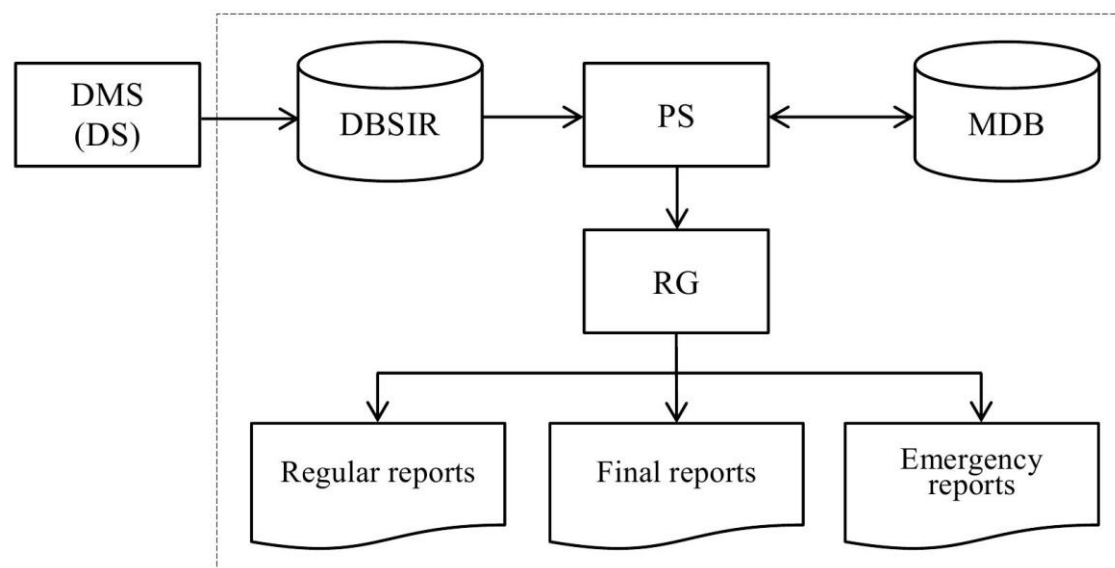 DMS
(DS)
DBSIR
PS
MDB
RG
Regular reports
Final reports
Emergency
reports